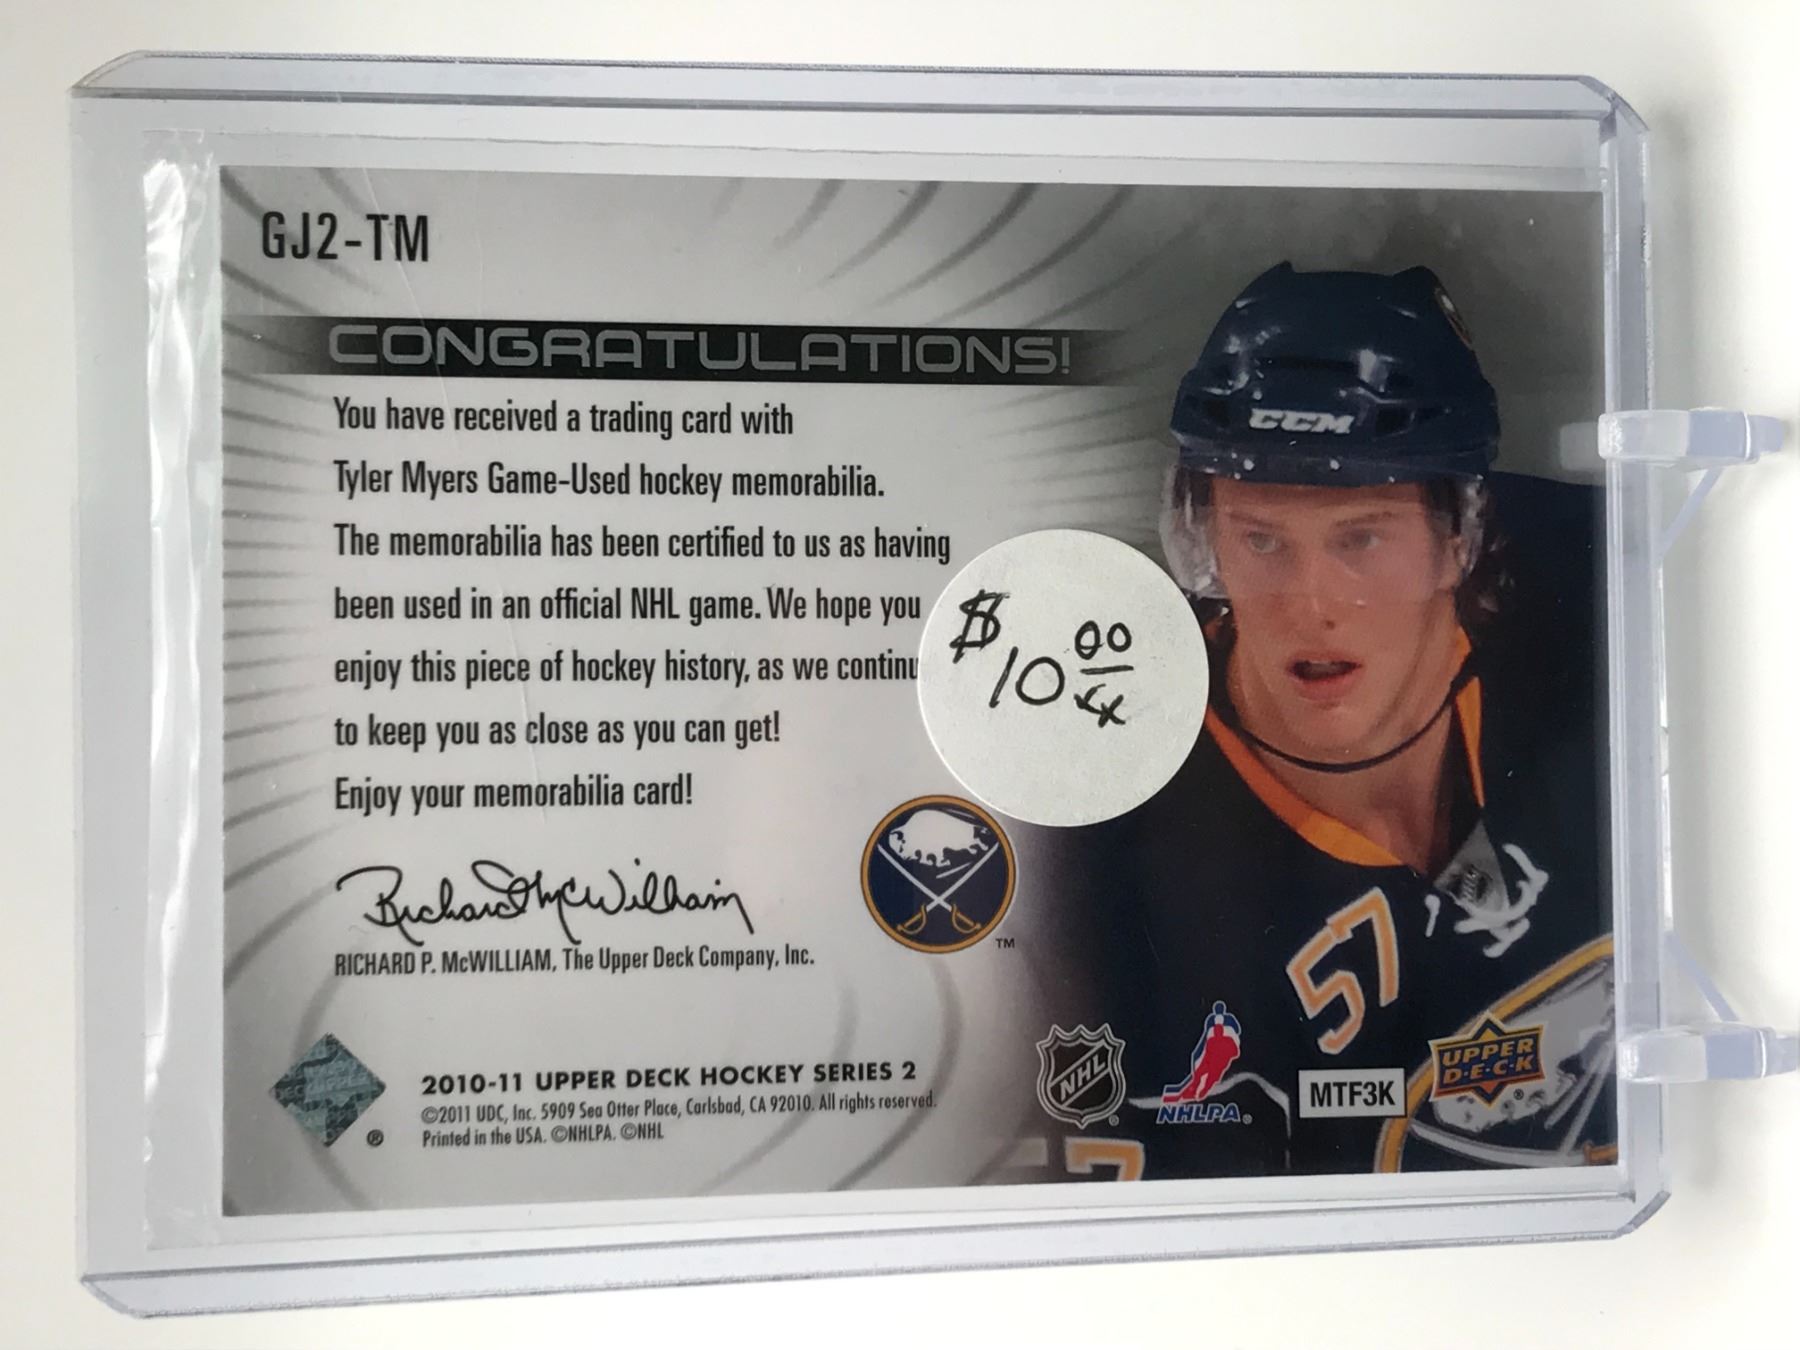 GJ2-TM
CONGRATULATIONS!
You have received a trading card with
Tyler Myers Game-Used hockey memorabilia.
The memorabilia has been certified to us as having
been used in an official NHL game. We hope you
enjoy this piece of hockey history, as we continu
to keep you as close as you can get!
Enjoy your memorabilia card!
$10 00/xx
CCM
Richard McWilliam
RICHARD P. McWILLIAM, The Upper Deck Company, Inc.
TM
57
2010-11 UPPER DECK HOCKEY SERIES 2
©2011 UDC, Inc. 5909 Sea Otter Place, Carlsbad, CA 92010. All rights reserved.
Printed in the USA. ©NHLPA. ©NHL
®
NHL ®
NHLPA®
MTF3K
UPPER D·E·C·K ®
7